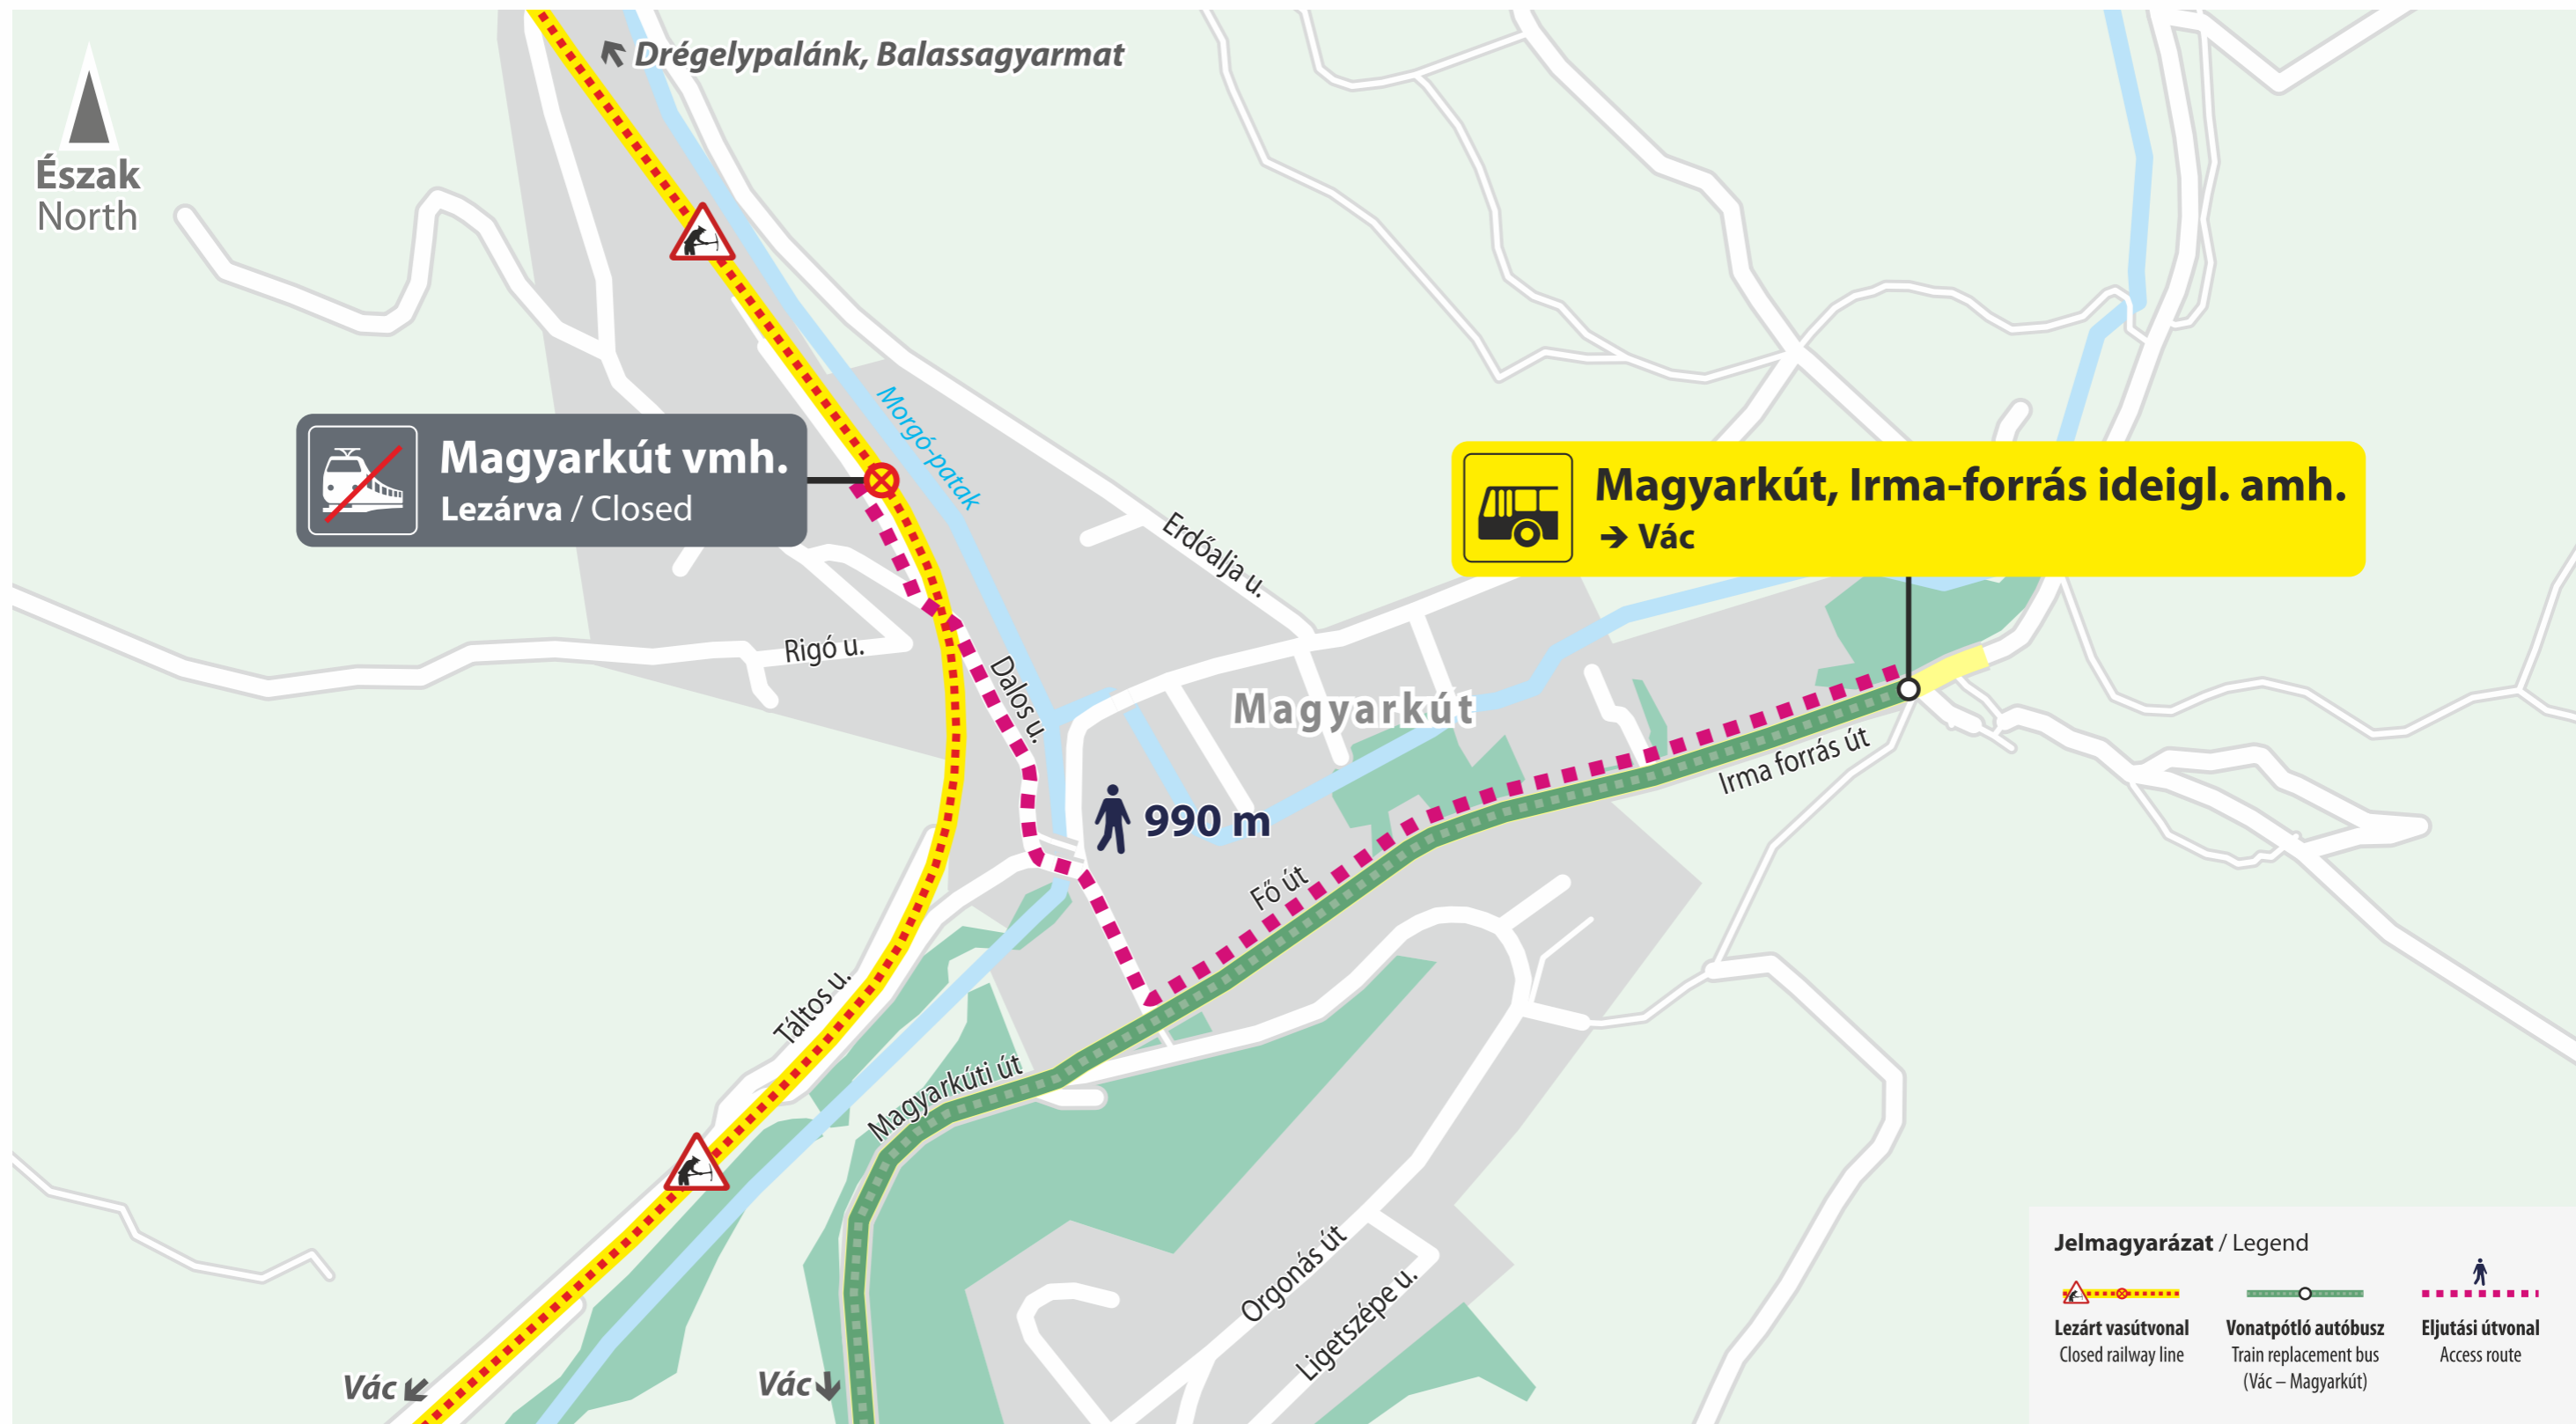 Drégelypalánk, Balassagyarmat
Észak
North
Magyarkút vmh.
Lezárva / Closed
Morgó-patak
Magyarkút, Irma-forrás ideigl. amh.
➔ Vác
Erdőalja u.
Rigó u.
Dalos u.
Magyarkút
990 m
Irma forrás út
Fő út
Táltos u.
Magyarkúti út
Orgonás út
Ligetszépe u.
Vác
Vác
Jelmagyarázat / Legend
Lezárt vasútvonal
Closed railway line
Vonatpótló autóbusz
Train replacement bus
(Vác – Magyarkút)
Eljutási útvonal
Access route